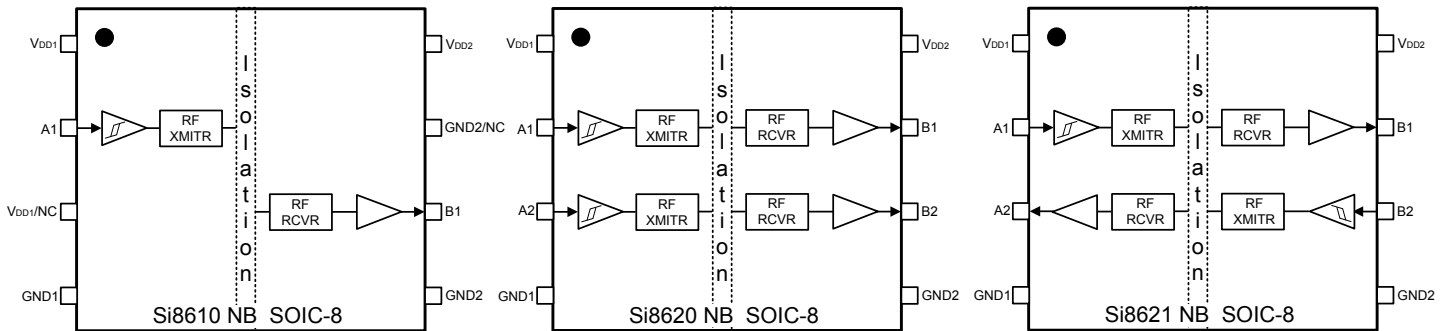 VDD1
A1
VDD1/NC
GND1
RF
XMITR
Isolation
RF
RCVR
VDD2
GND2/NC
B1
GND2
Si8610 NB SOIC-8
VDD1
A1
A2
GND1
RF
XMITR
RF
XMITR
Isolation
RF
RCVR
RF
RCVR
VDD2
B1
B2
GND2
Si8620 NB SOIC-8
VDD1
A1
A2
GND1
RF
XMITR
RF
RCVR
Isolation
RF
RCVR
RF
XMITR
VDD2
B1
B2
GND2
Si8621 NB SOIC-8